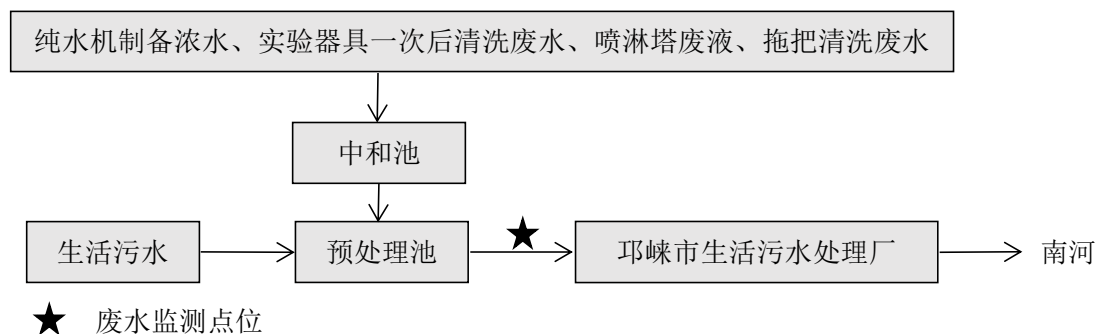 纯水机制备浓水、实验器具一次后清洗废水、喷淋塔废液、拖把清洗废水
中和池
生活污水
预处理池
邛崃市生活污水处理厂
南河
废水监测点位